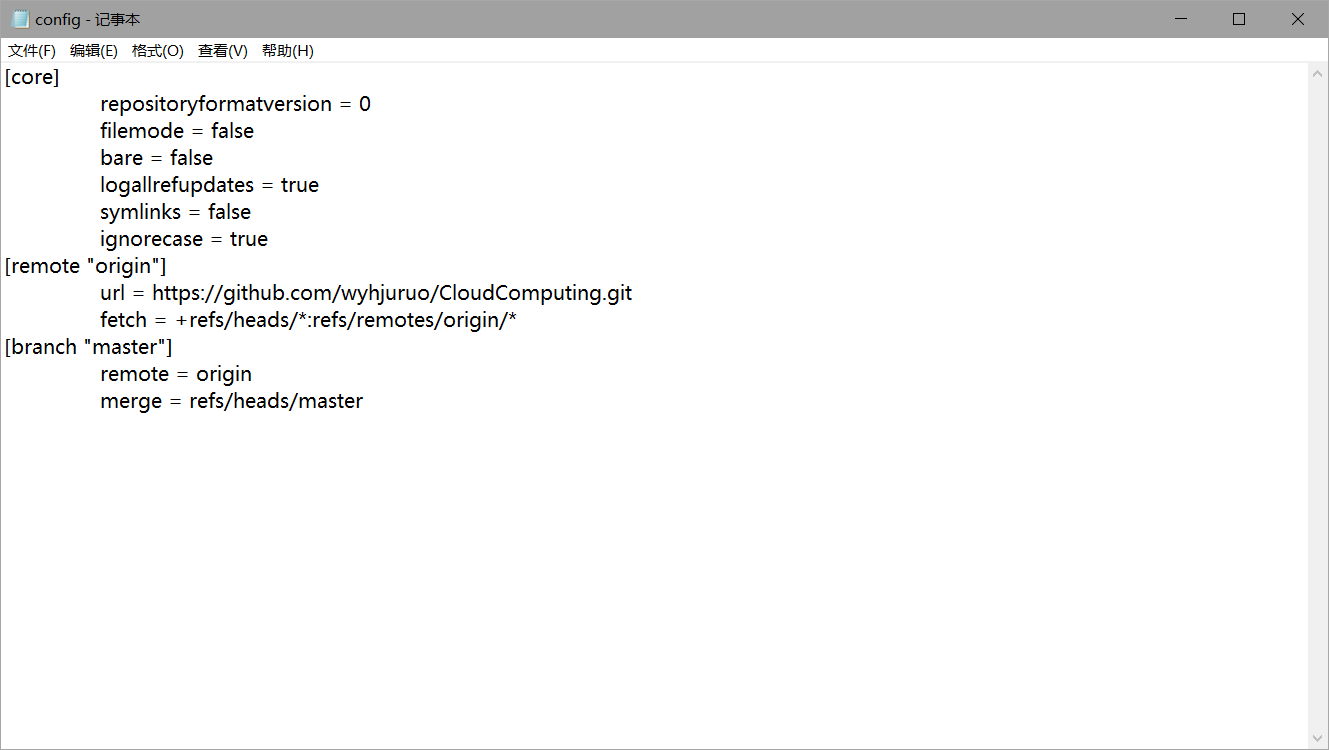 config - 记事本
文件(F) 编辑(E) 格式(O) 查看(V) 帮助(H)
[core]
repositoryformatversion = 0
filemode = false
bare = false
logallrefupdates = true
symlinks = false
ignorecase = true
[remote "origin"]
url = https://github.com/wyhjuruo/CloudComputing.git
fetch = +refs/heads/*:refs/remotes/origin/*
[branch "master"]
remote = origin
merge = refs/heads/master